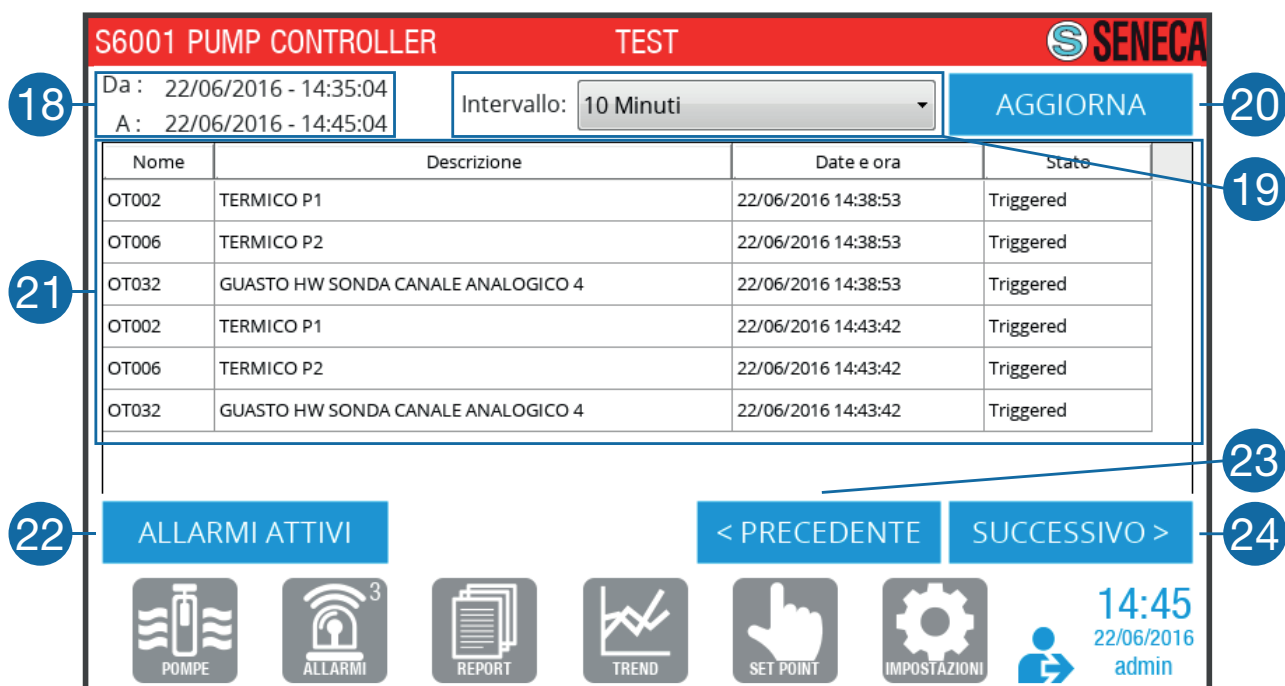 S6001 PUMP CONTROLLER TEST S SENECA
18 Da : 22/06/2016 - 14:35:04
A : 22/06/2016 - 14:45:04
Intervallo: 10 Minuti AGGIORNA 20
19
Nome Descrizione Date e ora Stato
OT002 TERMICO P1 22/06/2016 14:38:53 Triggered
OT006 TERMICO P2 22/06/2016 14:38:53 Triggered
21 OT032 GUASTO HW SONDA CANALE ANALOGICO 4 22/06/2016 14:38:53 Triggered
OT002 TERMICO P1 22/06/2016 14:43:42 Triggered
OT006 TERMICO P2 22/06/2016 14:43:42 Triggered
OT032 GUASTO HW SONDA CANALE ANALOGICO 4 22/06/2016 14:43:42 Triggered
23
22 ALLARMI ATTIVI < PRECEDENTE SUCCESSIVO > 24
3
POMPE ALLARMI REPORT TREND SET POINT IMPOSTAZIONI
14:45
22/06/2016
admin